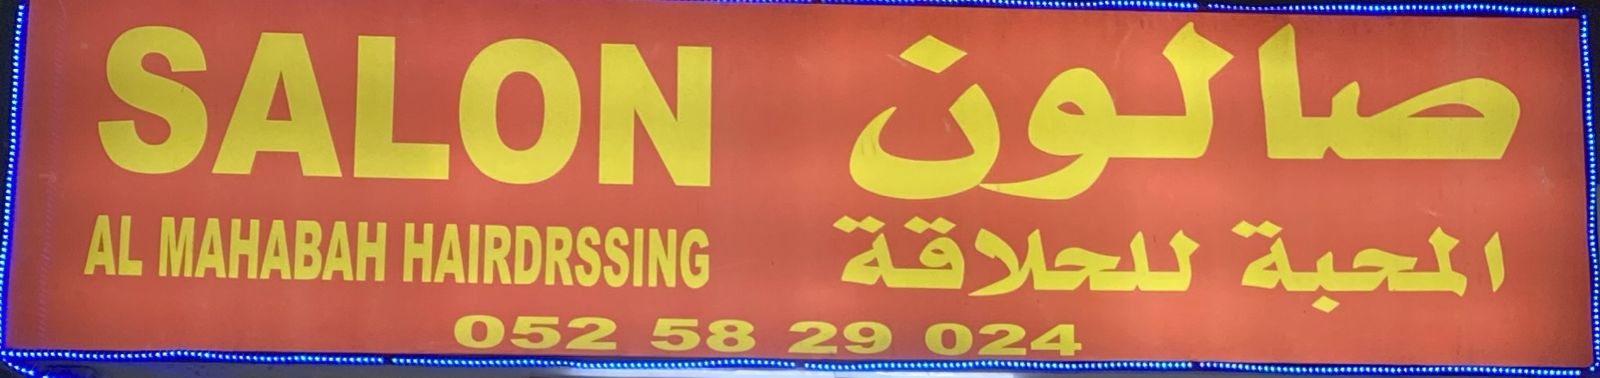 SALON
صالون
AL MAHABAH HAIRDRSSING
المحبة للحلاقة
052 58 29 024